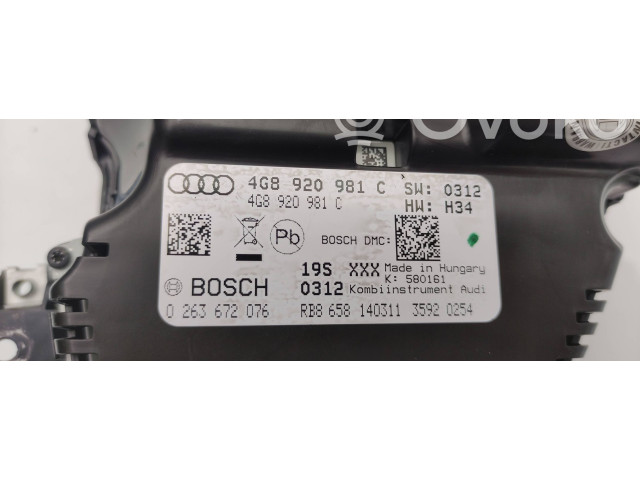 4G8 920 981 C SW: 0312
4G8 920 981 C HW: H34
Pb BOSCH DMC:
19S XXX Made in Hungary
K: 580161
BOSCH 0312 Kombiinstrument Audi
0 263 672 076 RB8 658 140311 3592 0254